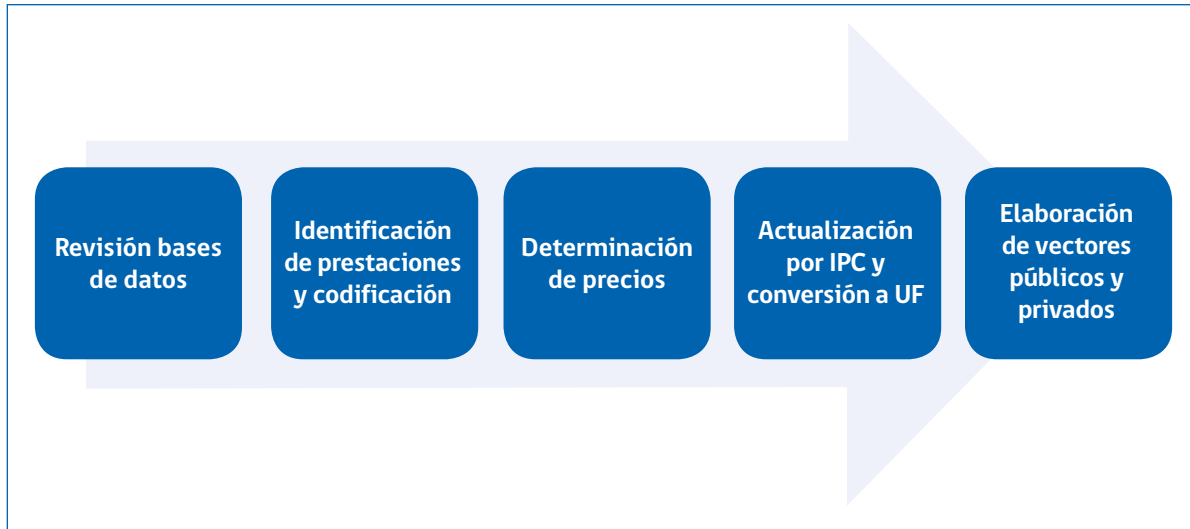 Revisión bases
de datos
Identificación
de prestaciones
y codificación
Determinación
de precios
Actualización
por IPC y
conversión a UF
Elaboración
de vectores
públicos y
privados